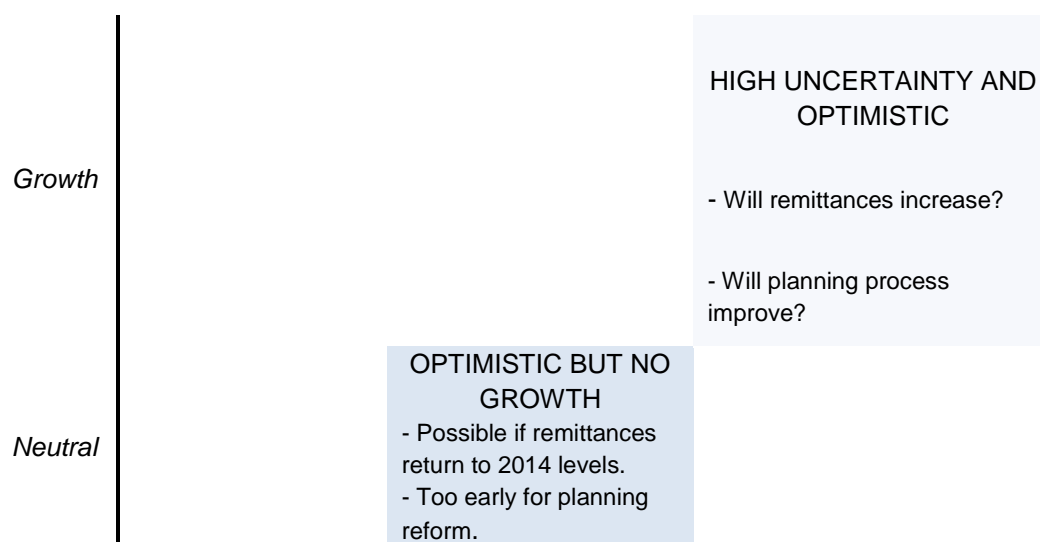 HIGH UNCERTAINTY AND
OPTIMISTIC
Growth
- Will remittances increase?
- Will planning process
improve?
OPTIMISTIC BUT NO
GROWTH
- Possible if remittances
Neutral
return to 2014 levels.
- Too early for planning
reform.